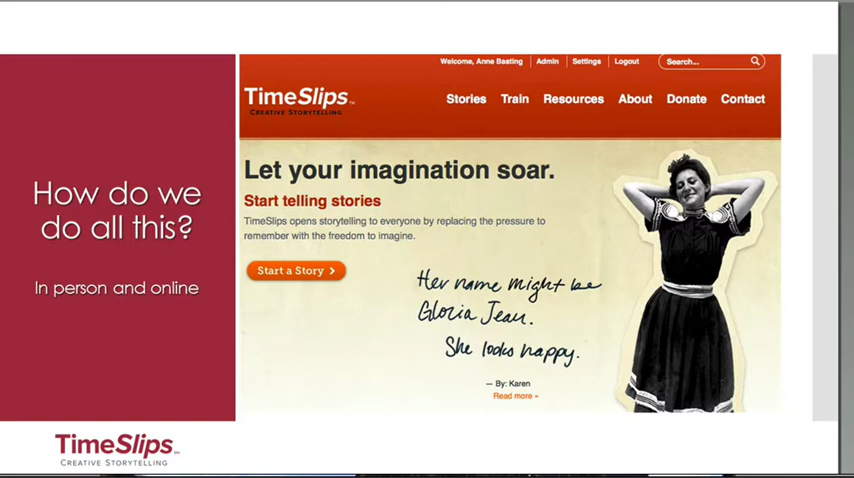 How do we
do all this?
In person and online
Welcome, Anne Basting Admin Settings Logout Search...
TimeSlips™
CREATIVE STORYTELLING
Stories Train Resources About Donate Contact
Let your imagination soar.
Start telling stories
TimeSlips opens storytelling to everyone by replacing the pressure to
remember with the freedom to imagine.
Start a Story
Her name might be
Gloria Jean.
She looks happy.
— By: Karen
Read more »
TimeSlips
CREATIVE STORYTELLING